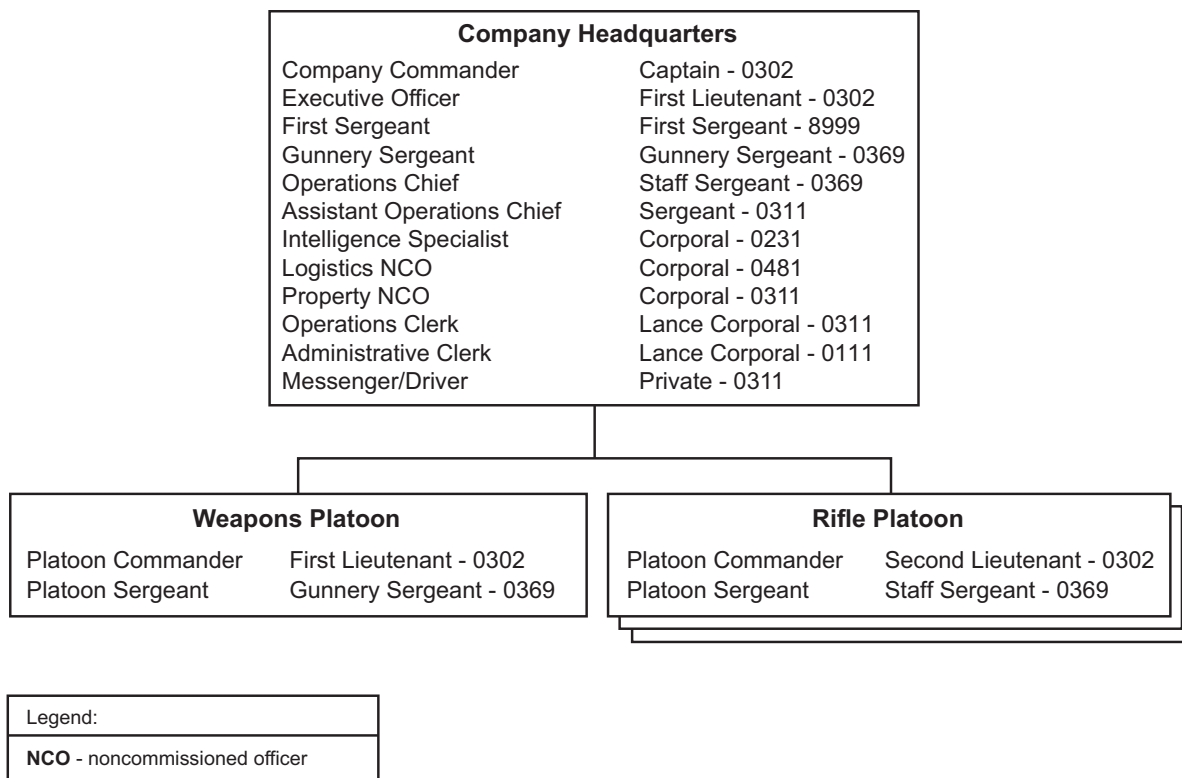 Company Headquarters
Company Commander Captain - 0302
Executive Officer First Lieutenant - 0302
First Sergeant First Sergeant - 8999
Gunnery Sergeant Gunnery Sergeant - 0369
Operations Chief Staff Sergeant - 0369
Assistant Operations Chief Sergeant - 0311
Intelligence Specialist Corporal - 0231
Logistics NCO Corporal - 0481
Property NCO Corporal - 0311
Operations Clerk Lance Corporal - 0311
Administrative Clerk Lance Corporal - 0111
Messenger/Driver Private - 0311
Weapons Platoon
Platoon Commander First Lieutenant - 0302
Platoon Sergeant Gunnery Sergeant - 0369
Rifle Platoon
Platoon Commander Second Lieutenant - 0302
Platoon Sergeant Staff Sergeant - 0369
Legend:
NCO - noncommissioned officer